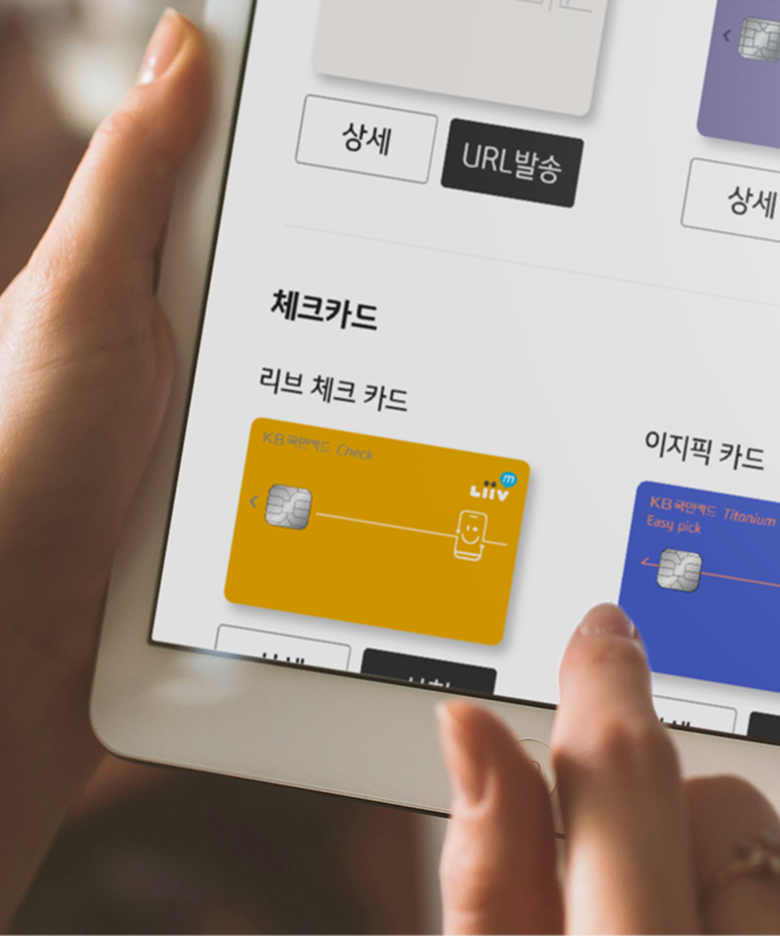 상세
URL발송
상세
체크카드
리브 체크 카드
이지픽 카드
KB국민카드 Check
Liiv m
KB국민카드 Titanium
Easy pick